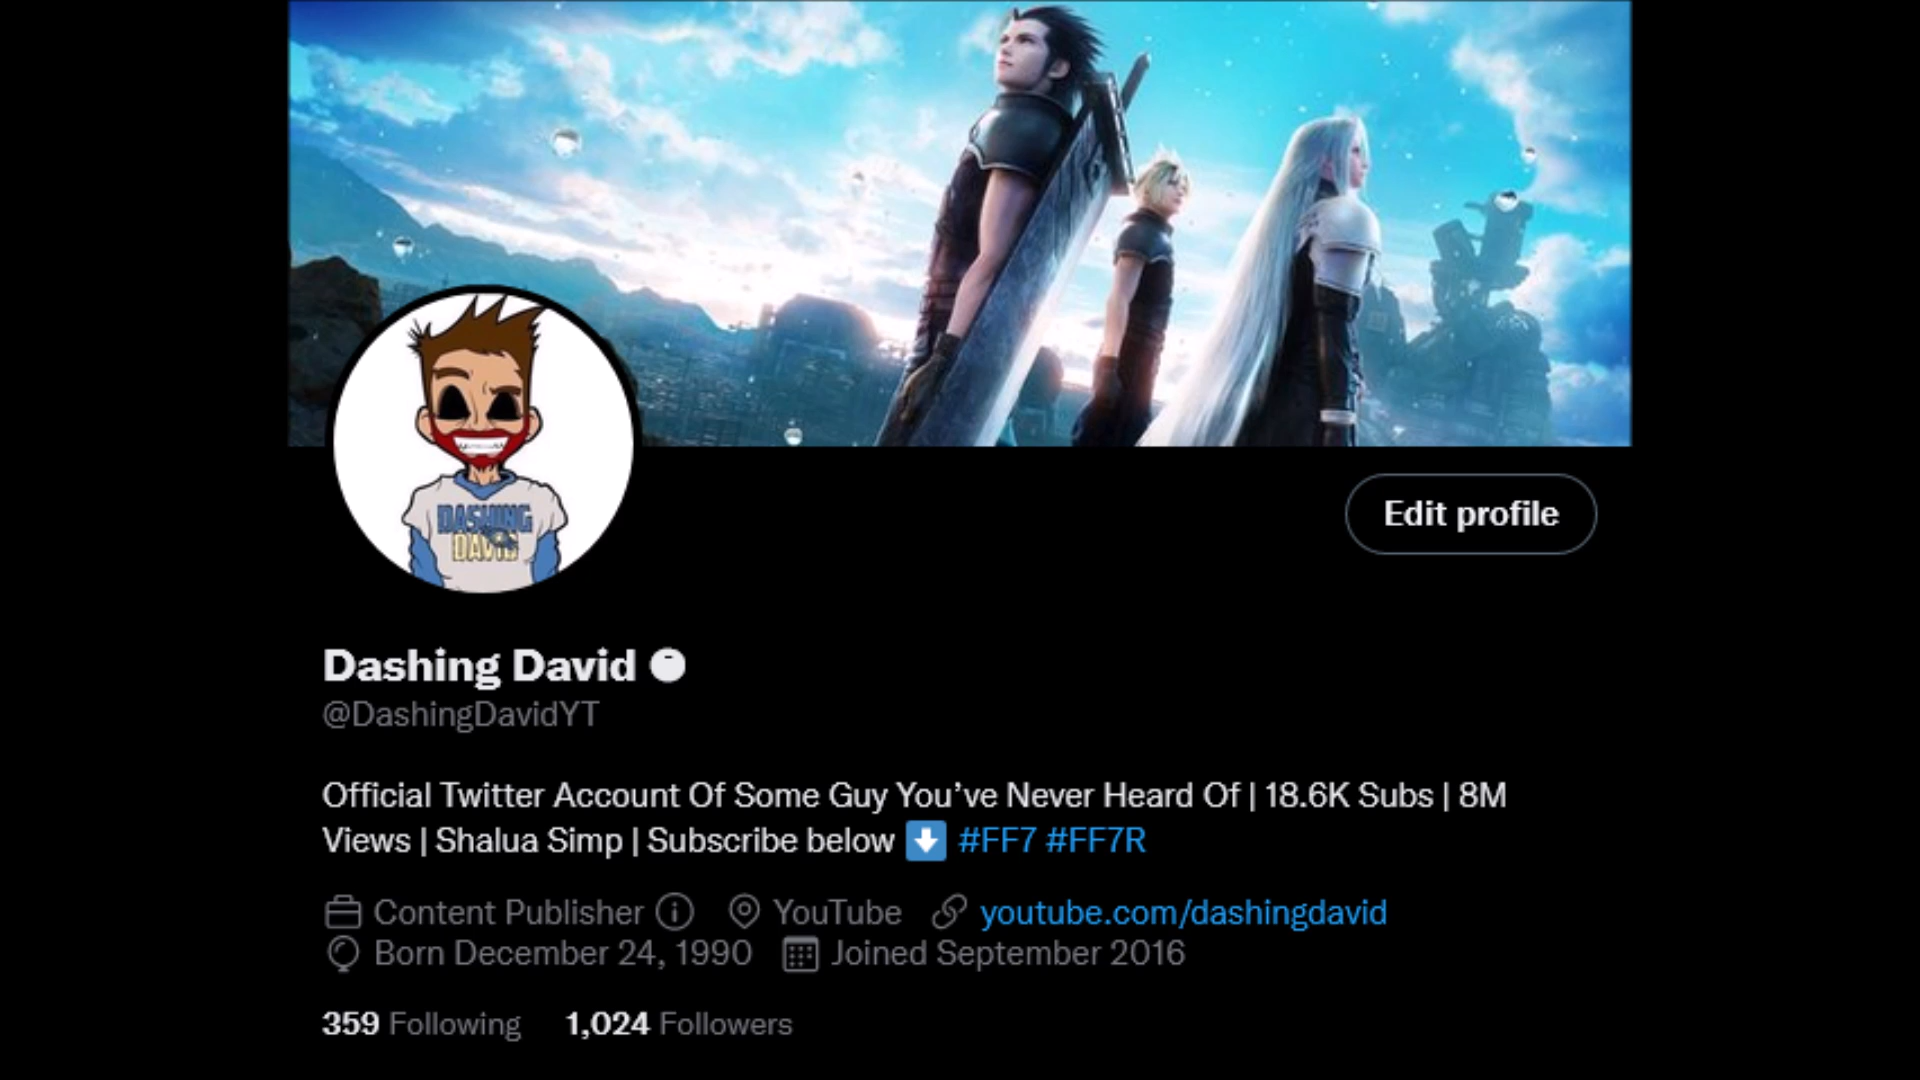 DASHING
DAVID
Edit profile
Dashing David
@DashingDavidYT
Official Twitter Account Of Some Guy You’ve Never Heard Of | 18.6K Subs | 8M
Views | Shalua Simp | Subscribe below ⬇️ #FF7 #FF7R
Content Publisher YouTube youtube.com/dashingdavid
Born December 24, 1990 Joined September 2016
359 Following 1,024 Followers